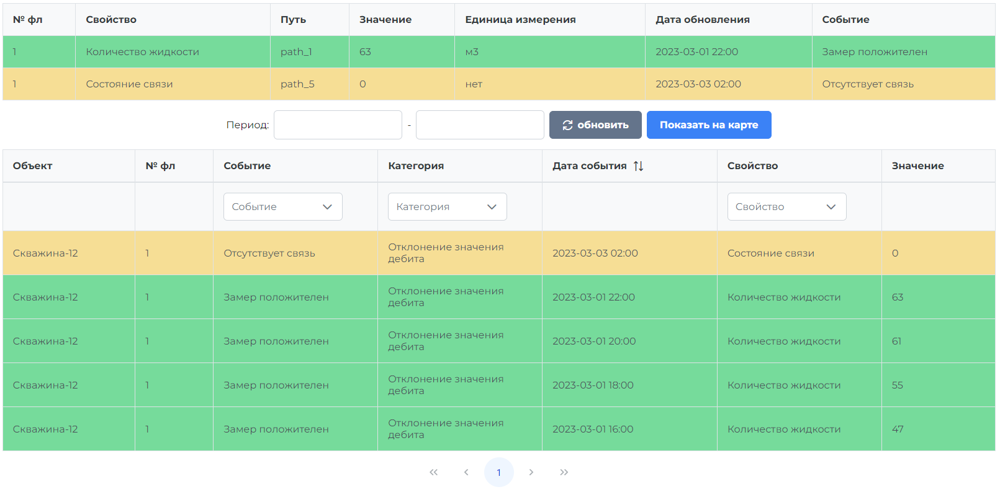 № фл Свойство Путь Значение Единица измерения Дата обновления Событие
1 Количество жидкости path_1 63 м3 2023-03-01 22:00 Замер положителен
1 Состояние связи path_5 0 нет 2023-03-03 02:00 Отсутствует связь
Период: - обновить Показать на карте
Объект № фл Событие Категория Дата события Свойство Значение
Событие Категория Свойство
Скважина-12 1 Отсутствует связь Отклонение значения дебита 2023-03-03 02:00 Состояние связи 0
Скважина-12 1 Замер положителен Отклонение значения дебита 2023-03-01 22:00 Количество жидкости 63
Скважина-12 1 Замер положителен Отклонение значения дебита 2023-03-01 20:00 Количество жидкости 61
Скважина-12 1 Замер положителен Отклонение значения дебита 2023-03-01 18:00 Количество жидкости 55
Скважина-12 1 Замер положителен Отклонение значения дебита 2023-03-01 16:00 Количество жидкости 47
« ‹ 1 › »